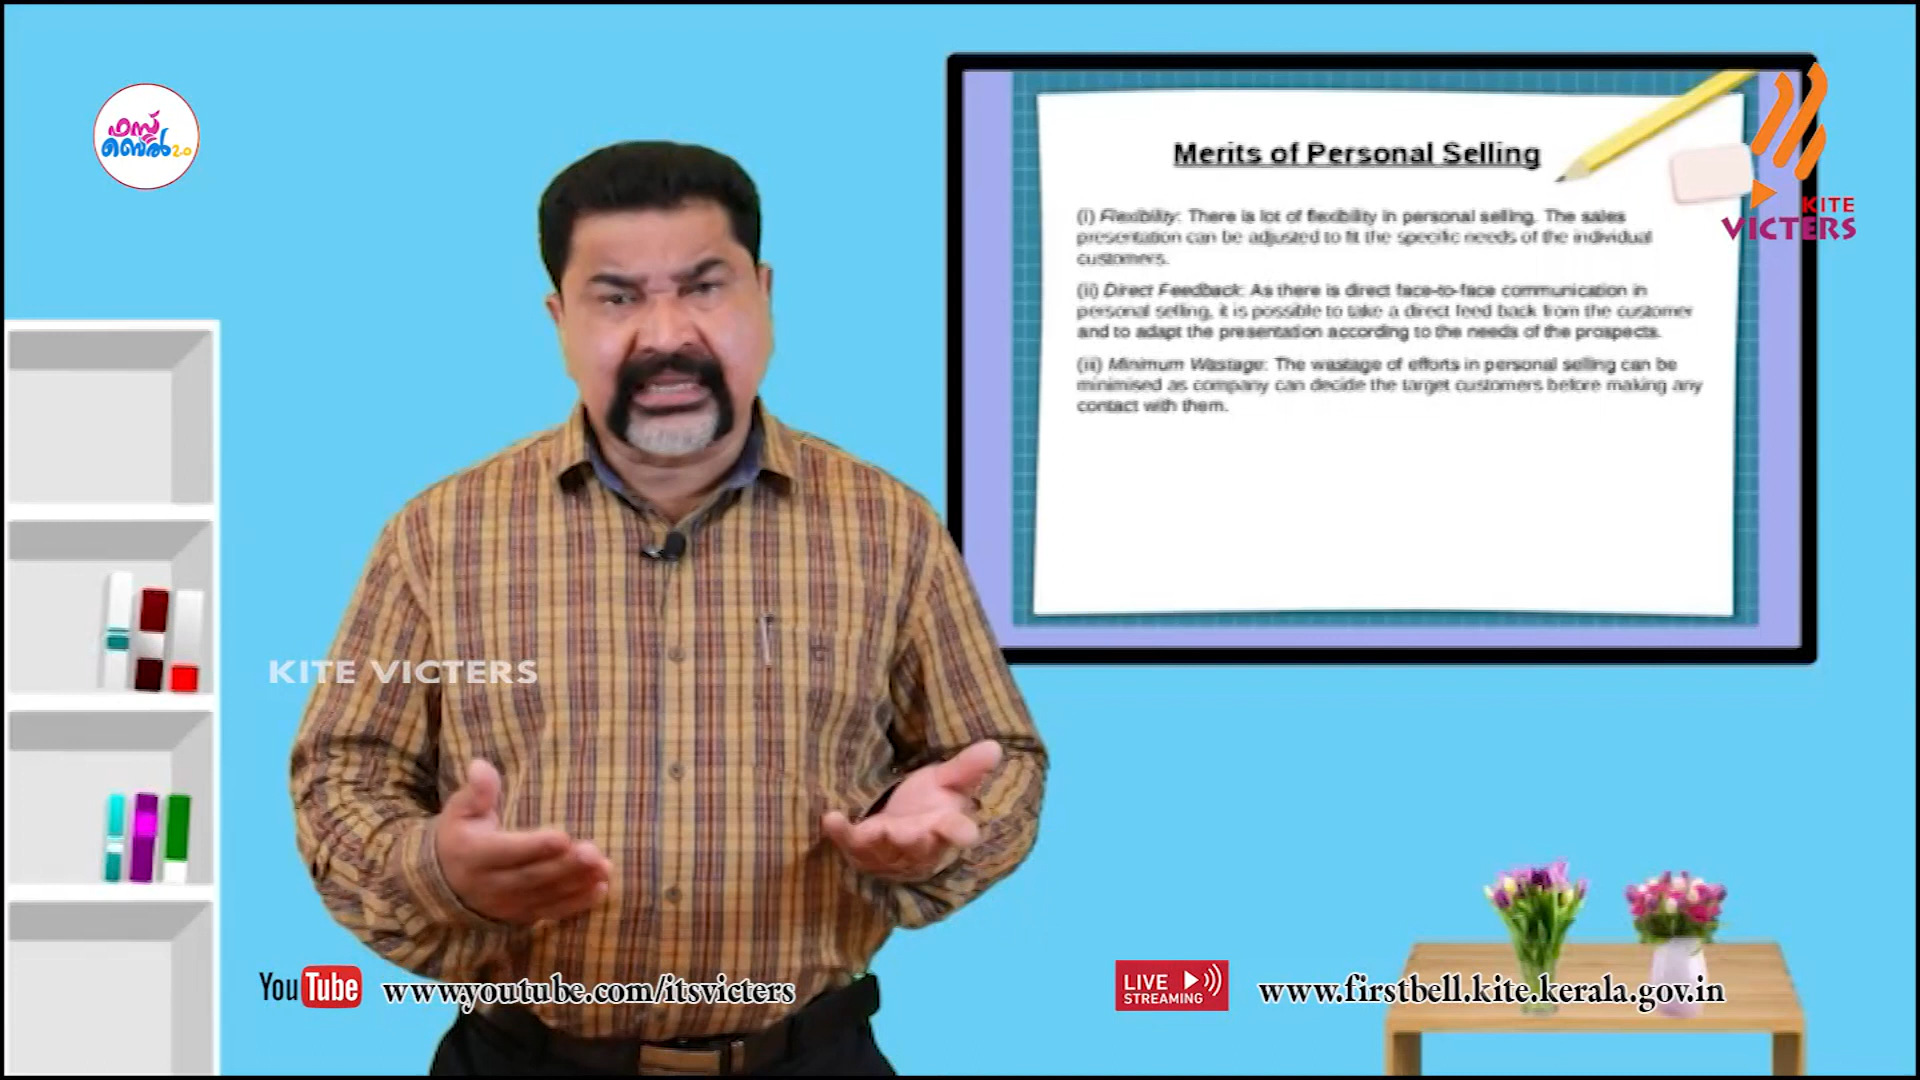 ഫസ്റ്റ്
ബെൽ 2.0
Merits of Personal Selling
(i) Flexibility: There is lot of flexibility in personal selling. The sales
presentation can be adjusted to fit the specific needs of the individual
customers.
(ii) Direct Feedback: As there is direct face-to-face communication in
personal selling, it is possible to take a direct feed back from the customer
and to adapt the presentation according to the needs of the prospects.
(iii) Minimum Wastage: The wastage of efforts in personal selling can be
minimised as company can decide the target customers before making any
contact with them.
KITE
VICTERS
KITE VICTERS
YouTube www.youtube.com/itsvicters
LIVE
STREAMING
www.firstbell.kite.kerala.gov.in